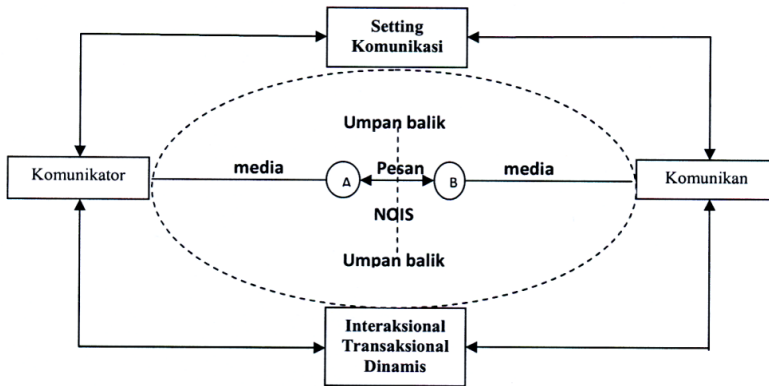 Setting
Komunikasi
Umpan balik
Komunikator
media
A
Pesan
B
media
Komunikan
NOIS
Umpan balik
Interaksional
Transaksional
Dinamis